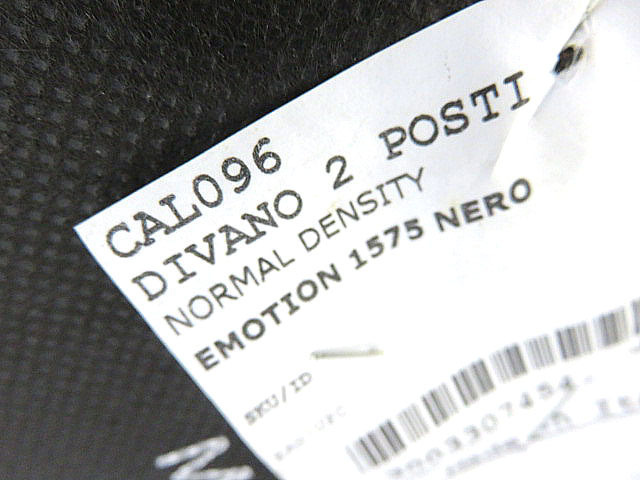 CAL096
DIVANO 2 POSTI
NORMAL DENSITY
EMOTION 1575 NERO
SKU/ID